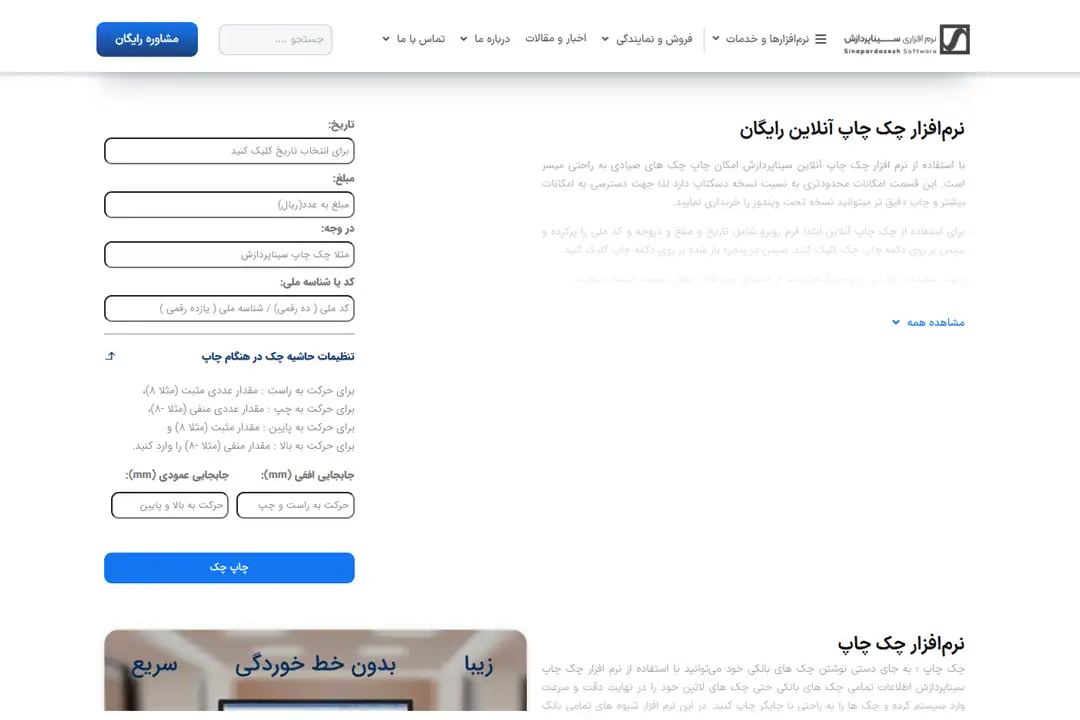 نرم افزاری سیناپردازش
Sinapardazesh Software
نرم‌افزارها و خدمات
فروش و نمایندگی
اخبار و مقالات
درباره ما
تماس با ما
جستجو ....
مشاوره رایگان
نرم‌افزار چک چاپ آنلاین رایگان
با استفاده از نرم افزار چک چاپ آنلاین سیناپردازش امکان چاپ چک های صیادی به راحتی میسر
است. این قسمت امکانات محدودتری به نسبت نسخه دسکتاپ دارد لذا جهت دسترسی به امکانات
بیشتر و چاپ دقیق تر میتوانید نسخه تحت ویندوز را خریداری نمایید.
برای استفاده از چک چاپ آنلاین ابتدا فرم روبرو شامل تاریخ و مبلغ و دروجه و کد ملی را پرکرده و
سپس بر روی دکمه چاپ چک کلیک کنید. سپس در پنجره باز شده بر روی دکمه چاپ کلیک کنید.
مشاهده همه
تاریخ:
برای انتخاب تاریخ کلیک کنید
مبلغ:
مبلغ به عدد(ریال)
در وجه:
مثلا چک چاپ سیناپردازش
کد یا شناسه ملی:
کد ملی ( ده رقمی) / شناسه ملی ( یازده رقمی )
تنظیمات حاشیه چک در هنگام چاپ
برای حرکت به راست : مقدار عددی مثبت (مثلا ۸)،
برای حرکت به چپ : مقدار عددی منفی (مثلا ۸-)،
برای حرکت به پایین : مقدار مثبت (مثلا ۸) و
برای حرکت به بالا : مقدار منفی (مثلا ۸-) را وارد کنید.
جابجایی افقی (mm):
جابجایی عمودی (mm):
حرکت به راست و چپ
حرکت به بالا و پایین
چاپ چک
نرم‌افزار چک چاپ
چک چاپ : به جای دستی نوشتن چک های بانکی خود می‌توانید با استفاده از نرم افزار چک چاپ
سیناپردازش اطلاعات تمامی چک های بانکی حتی چک های لاتین خود را در نهایت دقت و سرعت
وارد سیستم کرده و چک ها را به راحتی با جایگر چاپ کنید. در این نرم افزار شیوه های تمامی بانک
زیبا
بدون خط خوردگی
سریع